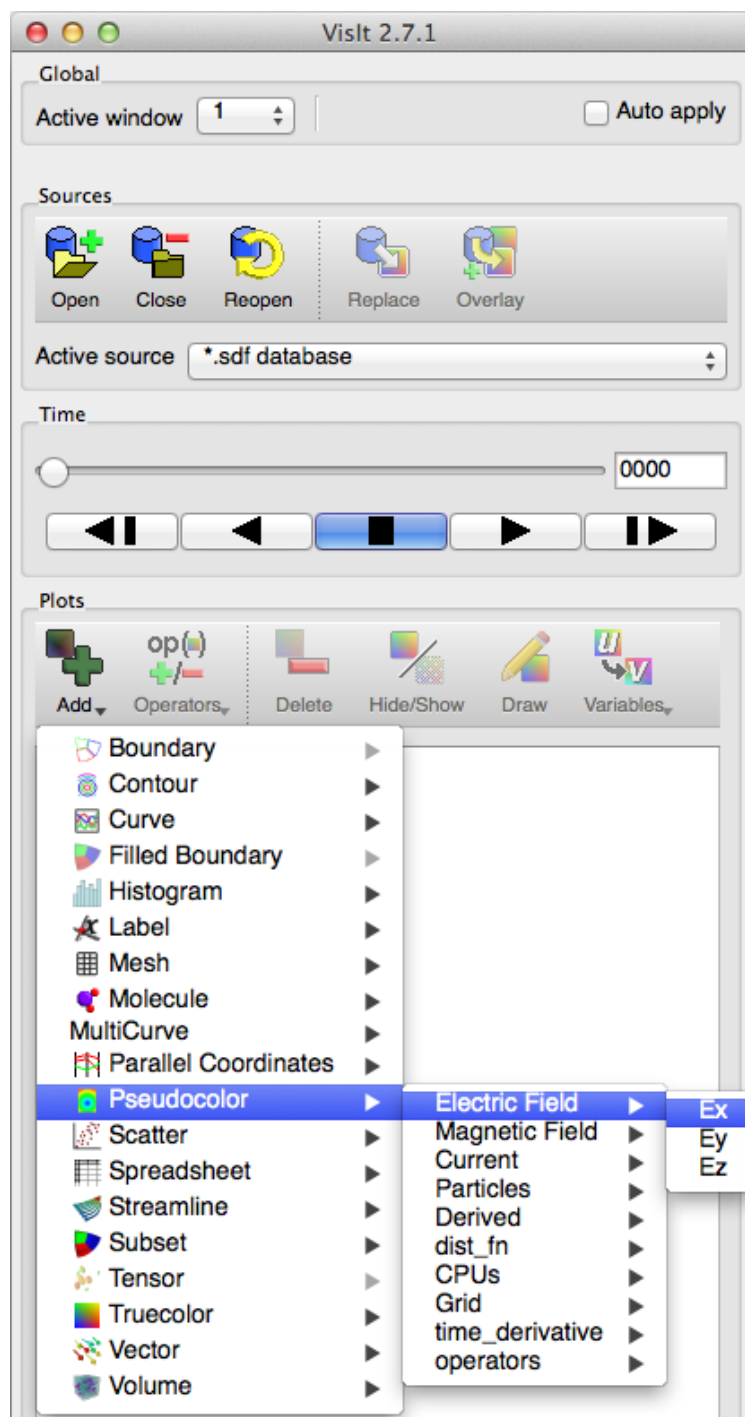 VisIt 2.7.1
Global
Active window 1 Auto apply
Sources
Open Close Reopen Replace Overlay
Active source *.sdf database
Time
0000
Plots
op( )
+/-
u
v
Add Operators Delete Hide/Show Draw Variables
Boundary
Contour
Curve
Filled Boundary
Histogram
Label
Mesh
Molecule
MultiCurve
Parallel Coordinates
Pseudocolor
Scatter
Spreadsheet
Streamline
Subset
Tensor
Truecolor
Vector
Volume
Electric Field
Magnetic Field
Current
Particles
Derived
dist_fn
CPUs
Grid
time_derivative
operators
Ex
Ey
Ez